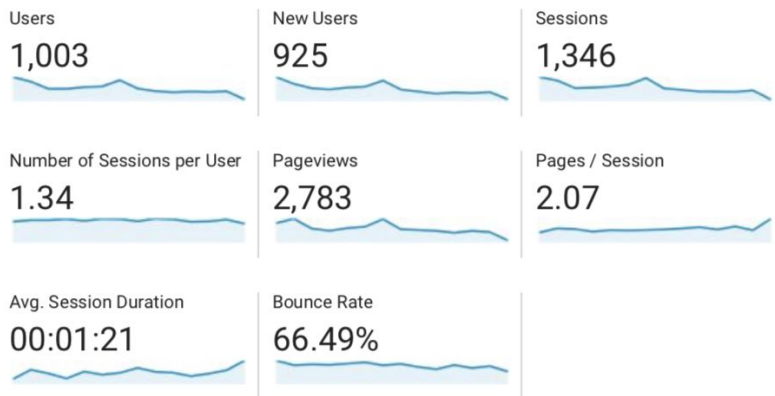 Users
1,003
New Users
925
Sessions
1,346
Number of Sessions per User
1.34
Pageviews
2,783
Pages / Session
2.07
Avg. Session Duration
00:01:21
Bounce Rate
66.49%